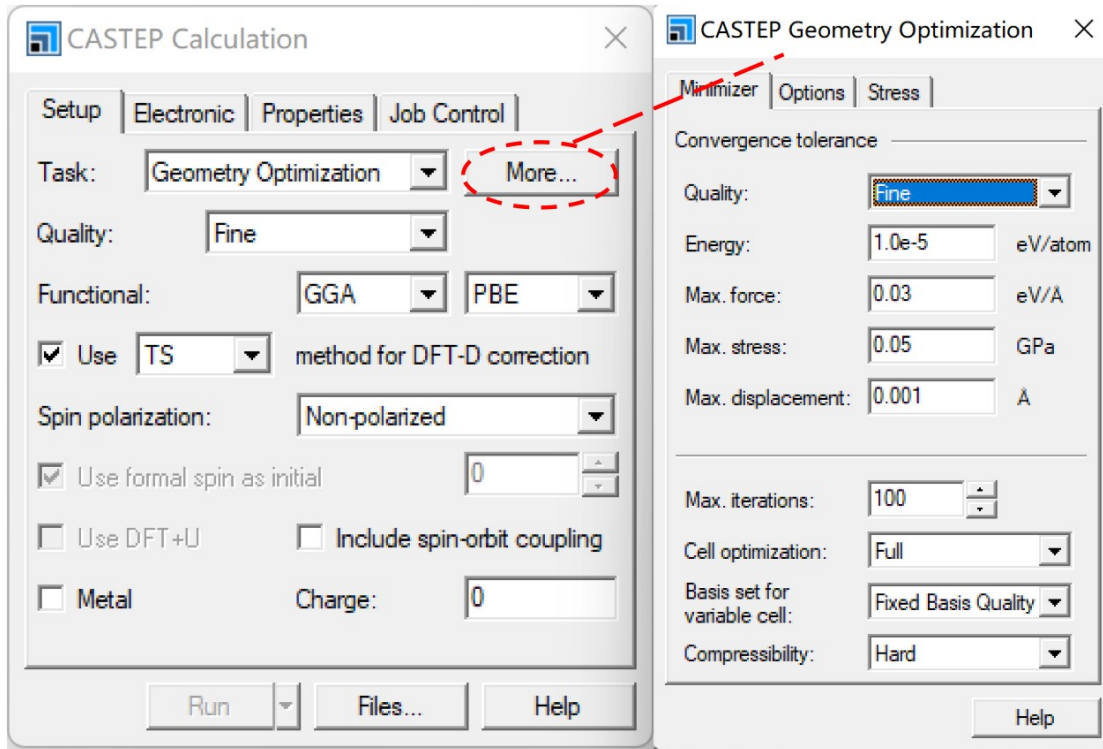 CASTEP Calculation
Setup Electronic Properties Job Control
Task: Geometry Optimization More...
Quality: Fine
Functional: GGA PBE
Use TS method for DFT-D correction
Spin polarization: Non-polarized
Use formal spin as initial 0
Use DFT+U Include spin-orbit coupling
Metal Charge: 0
Run Files... Help
CASTEP Geometry Optimization
Minimizer Options Stress
Convergence tolerance
Quality: Fine
Energy: 1.0e-5 eV/atom
Max. force: 0.03 eV/Å
Max. stress: 0.05 GPa
Max. displacement: 0.001 Å
Max. iterations: 100
Cell optimization: Full
Basis set for
variable cell: Fixed Basis Quality
Compressibility: Hard
Help